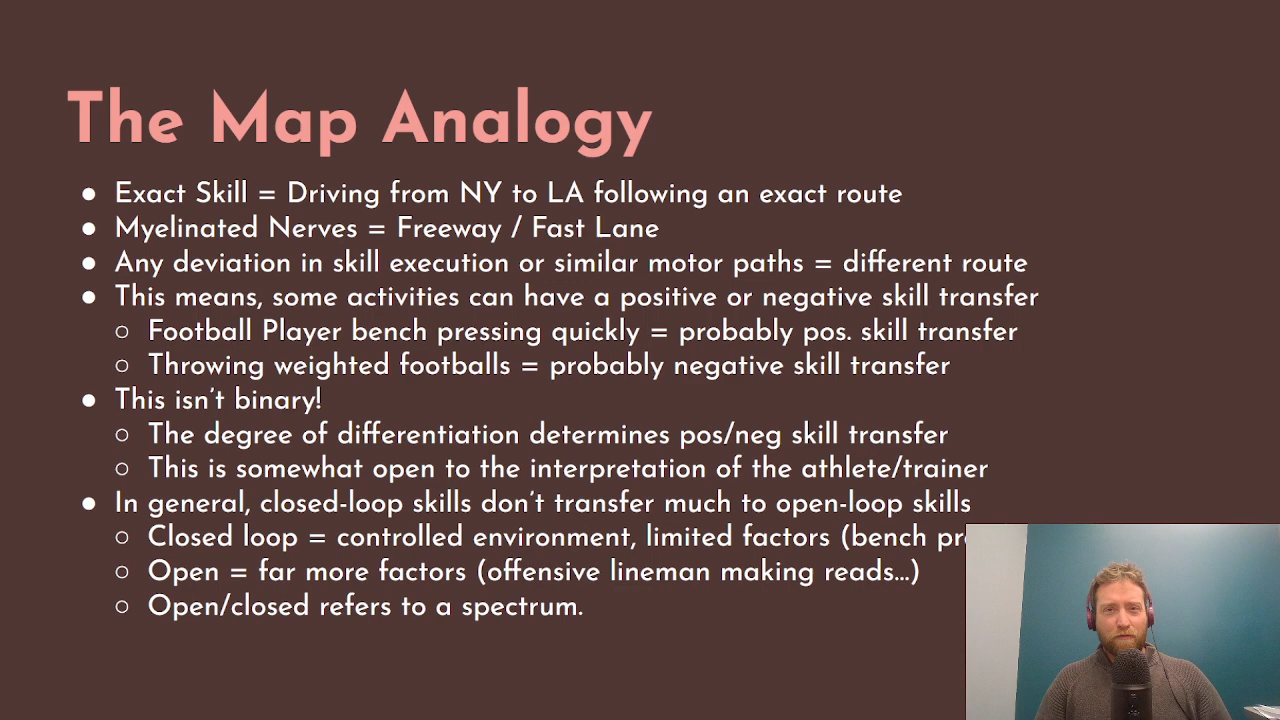 The Map Analogy
● Exact Skill = Driving from NY to LA following an exact route
● Myelinated Nerves = Freeway / Fast Lane
● Any deviation in skill execution or similar motor paths = different route
● This means, some activities can have a positive or negative skill transfer
○ Football Player bench pressing quickly = probably pos. skill transfer
○ Throwing weighted footballs = probably negative skill transfer
● This isn't binary!
○ The degree of differentiation determines pos/neg skill transfer
○ This is somewhat open to the interpretation of the athlete/trainer
● In general, closed-loop skills don't transfer much to open-loop skills
○ Closed loop = controlled environment, limited factors (bench
○ Open = far more factors (offensive lineman making reads...)
○ Open/closed refers to a spectrum.